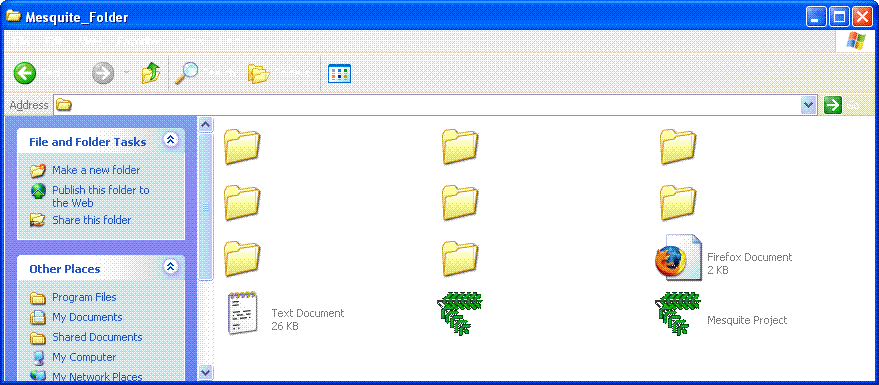 Mesquite_Folder
Address
File and Folder Tasks
Make a new folder
Publish this folder to
the Web
Share this folder
Other Places
Program Files
My Documents
Shared Documents
My Computer
My Network Places
Firefox Document
2 KB
Text Document
26 KB
Mesquite Project